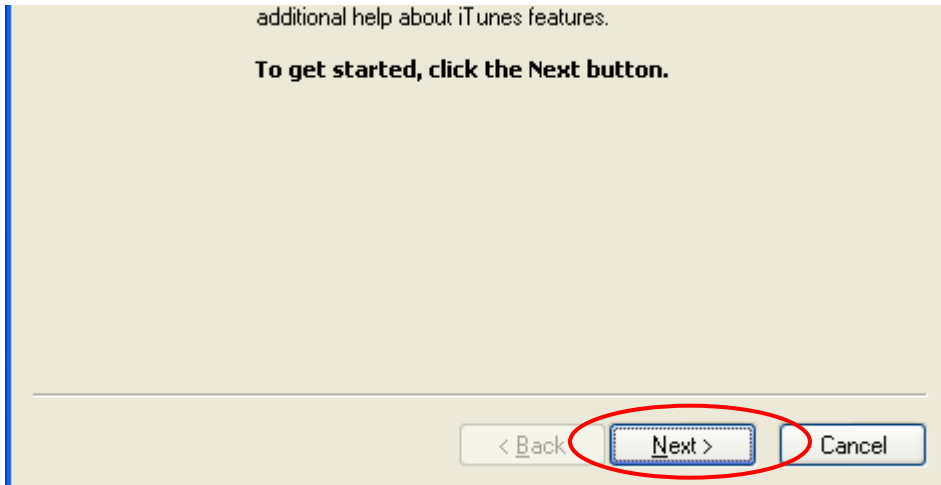 additional help about iTunes features.
To get started, click the Next button.
< Back
Next >
Cancel